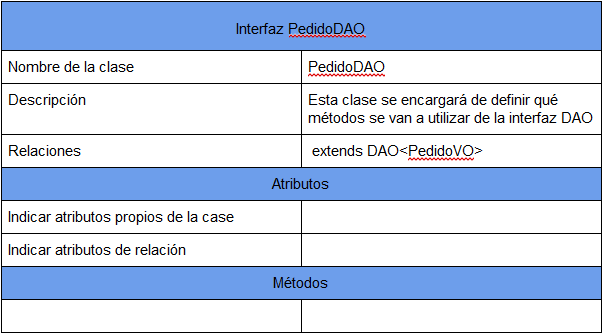 Interfaz PedidoDAO
Nombre de la clase
PedidoDAO
Descripción
Esta clase se encargará de definir qué
métodos se van a utilizar de la interfaz DAO
Relaciones
extends DAO<PedidoVO>
Atributos
Indicar atributos propios de la case
Indicar atributos de relación
Métodos